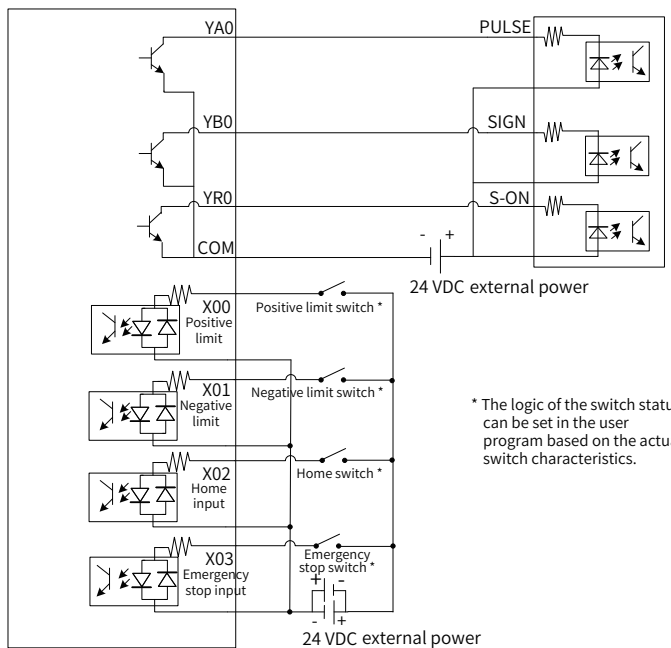 YA0 PULSE
YB0 SIGN
YR0 S-ON
COM - +
24 VDC external power
X00 Positive limit switch *
Positive
limit
X01 Negative limit switch *
Negative
limit
X02 Home switch *
Home
input
X03 Emergency
stop switch *
Emergency
stop input
+ -
- +
24 VDC external power
* The logic of the switch statu
can be set in the user
program based on the actua
switch characteristics.